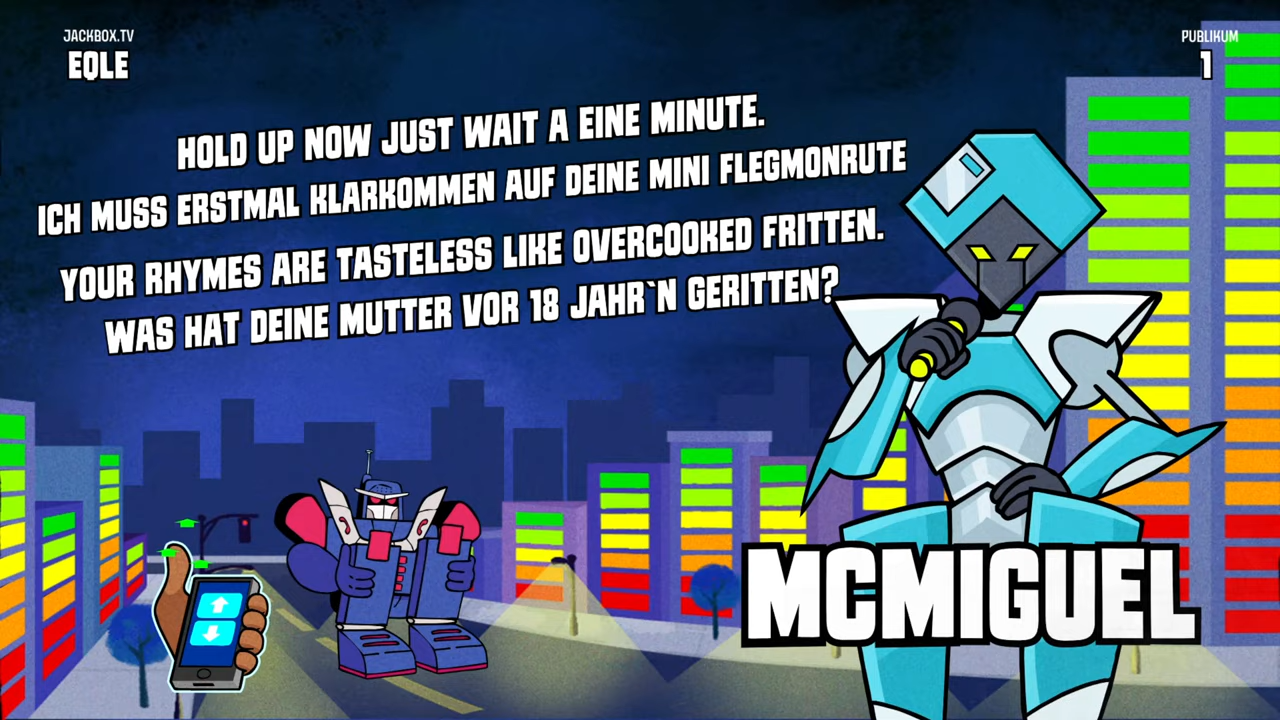 JACKBOX.TV
EQLE
PUBLIKUM
1
HOLD UP NOW JUST WAIT A EINE MINUTE.
ICH MUSS ERSTMAL KLARKOMMEN AUF DEINE MINI FLEGMONRUTE
YOUR RHYMES ARE TASTELESS LIKE OVERCOOKED FRITTEN.
WAS HAT DEINE MUTTER VOR 18 JAHR`N GERITTEN?
MCMIGUEL